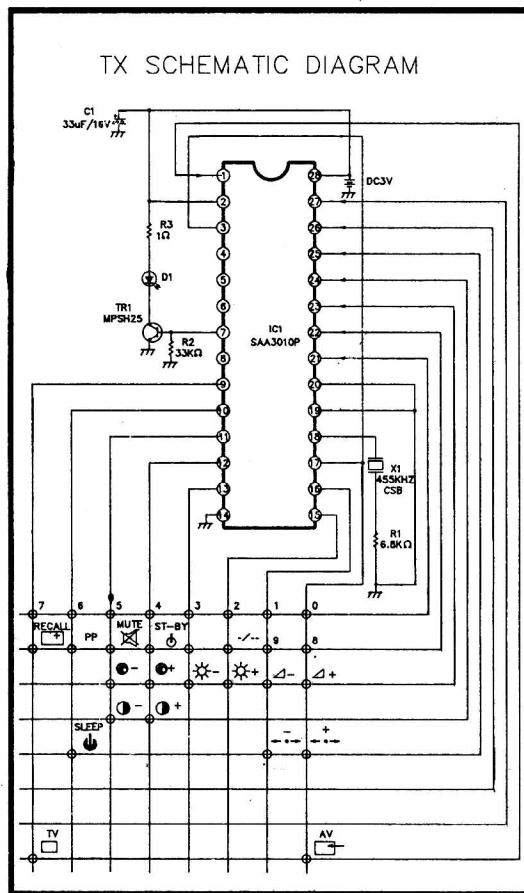 TX SCHEMATIC DIAGRAM
C1
33uF/16V
DC3V
R3
1Ω
D1
TR1
MPSH25
R2
33KΩ
IC1
SAA3010P
1
2
3
4
5
6
7
8
9
10
11
12
13
14
28
27
26
25
24
23
22
21
20
19
18
17
16
15
X1
455KHZ
CSB
R1
6.8KΩ
7 6 5 4 3 2 1 0
RECALL PP MUTE ST-BY -/-- 9 8
+
- + - + - +
- +
SLEEP - +
TV AV